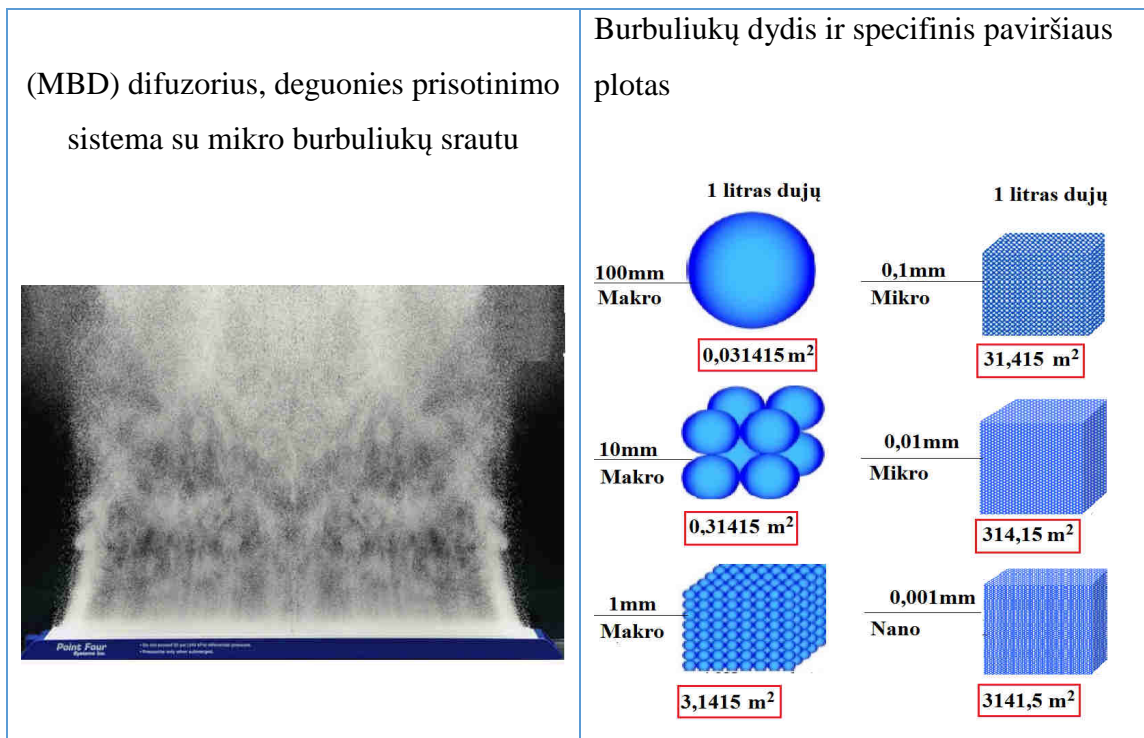 (MBD) difuzorius, deguonies prisotinimo
sistema su mikro burbuliukų srautu
Point Four
Systems Inc.
Burbuliukų dydis ir specifinis paviršiaus
plotas
1 litras dujų
1 litras dujų
100mm
Makro
0,031415 m²
0,1mm
Mikro
31,415 m²
10mm
Makro
0,31415 m²
0,01mm
Mikro
314,15 m²
1mm
Makro
3,1415 m²
0,001mm
Nano
3141,5 m²